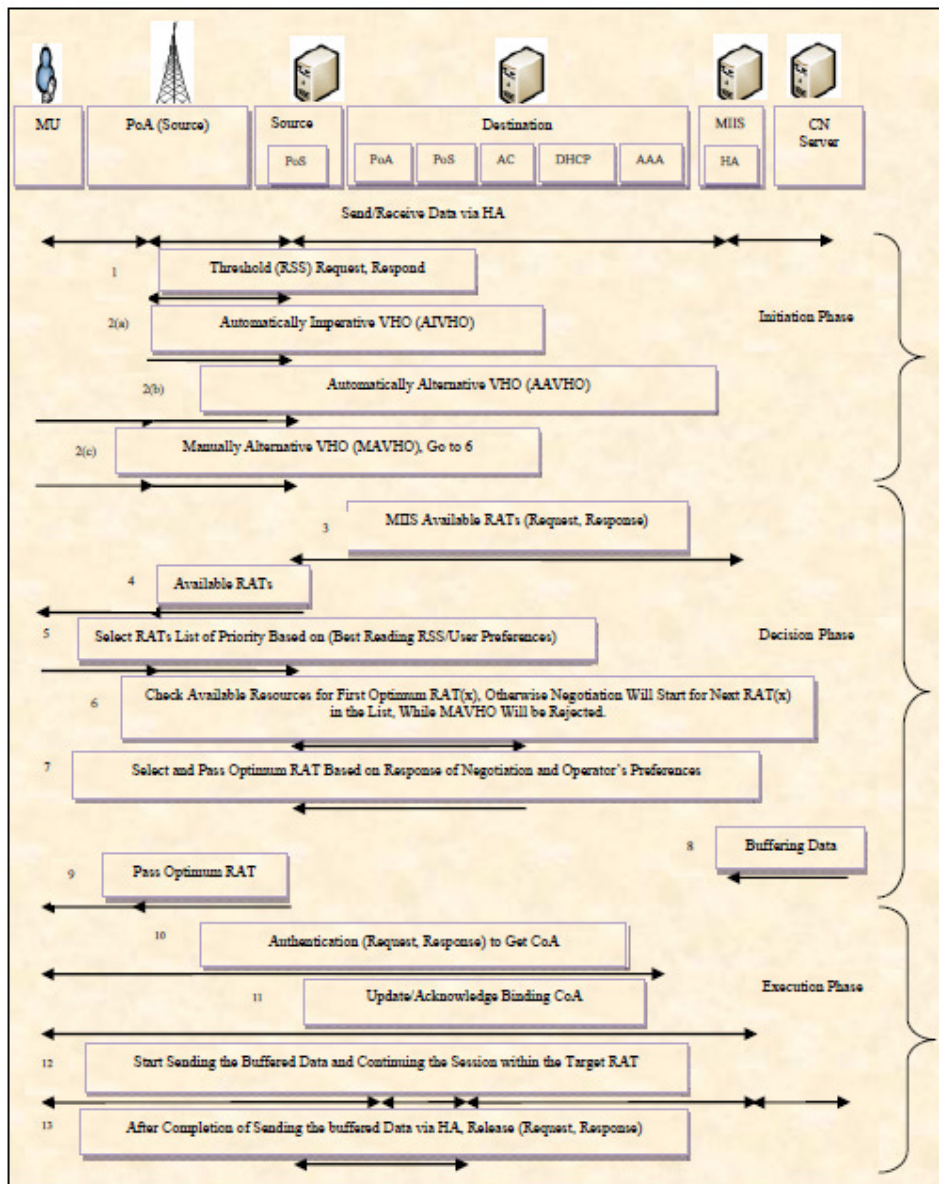 MU
PoA (Source)
Source
PoS
Destination
PoA
PoS
AC
DHCP
AAA
MIIS
HA
CN
Server
Send/Receive Data via HA
1
Threshold (RSS) Request, Respond
2(a)
Automatically Imperative VHO (AIVHO)
Initiation Phase
2(b)
Automatically Alternative VHO (AAVHO)
2(c)
Manually Alternative VHO (MAVHO), Go to 6
3
MIIS Available RATs (Request, Response)
4
Available RATs
5
Select RATs List of Priority Based on (Best Reading RSS/User Preferences)
Decision Phase
6
Check Available Resources for First Optimum RAT(x), Otherwise Negotiation Will Start for Next RAT(x)
in the List, While MAVHO Will be Rejected.
7
Select and Pass Optimum RAT Based on Response of Negotiation and Operator's Preferences
8
Buffering Data
9
Pass Optimum RAT
10
Authentication (Request, Response) to Get CoA
11
Update/Acknowledge Binding CoA
Execution Phase
12
Start Sending the Buffered Data and Continuing the Session within the Target RAT
13
After Completion of Sending the buffered Data via HA, Release (Request, Response)